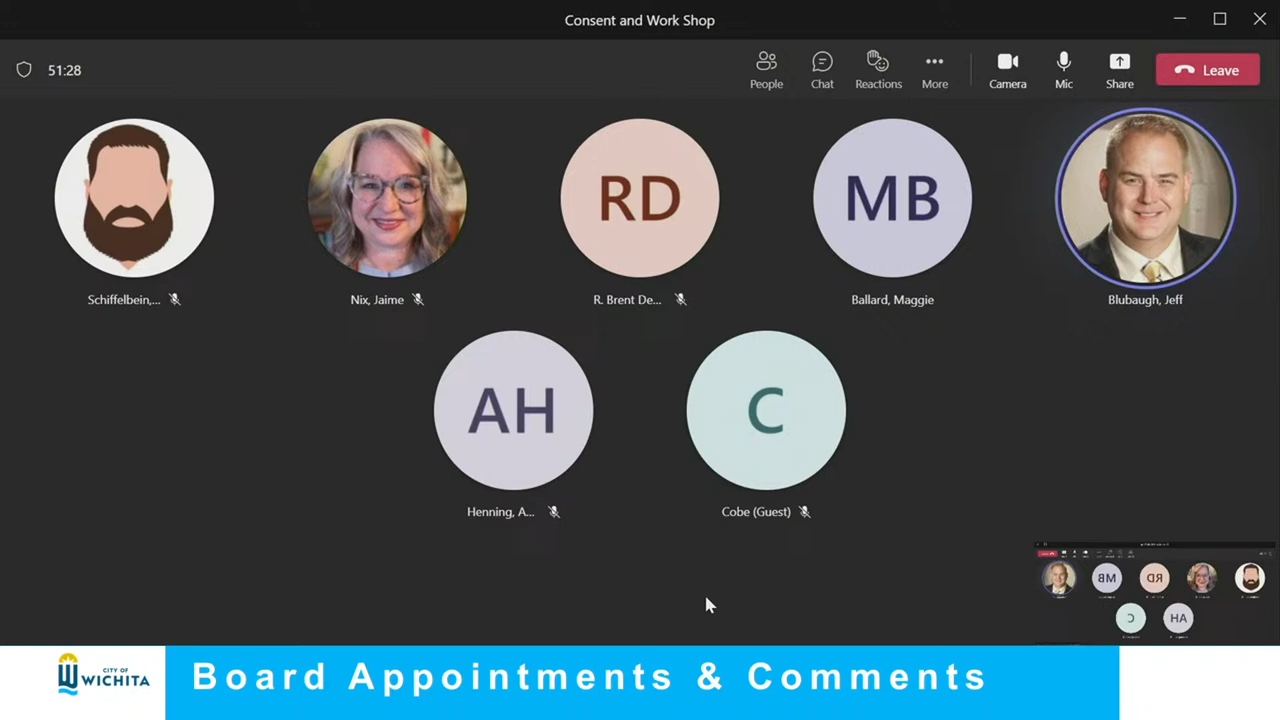 Consent and Work Shop
51:28
People
Chat
Reactions
More
Camera
Mic
Share
Leave
RD
MB
Schiffelbein,...
Nix, Jaime
R. Brent De...
Ballard, Maggie
Blubaugh, Jeff
AH
C
Henning, A...
Cobe (Guest)
CITY OF
WICHITA
Board Appointments & Comments